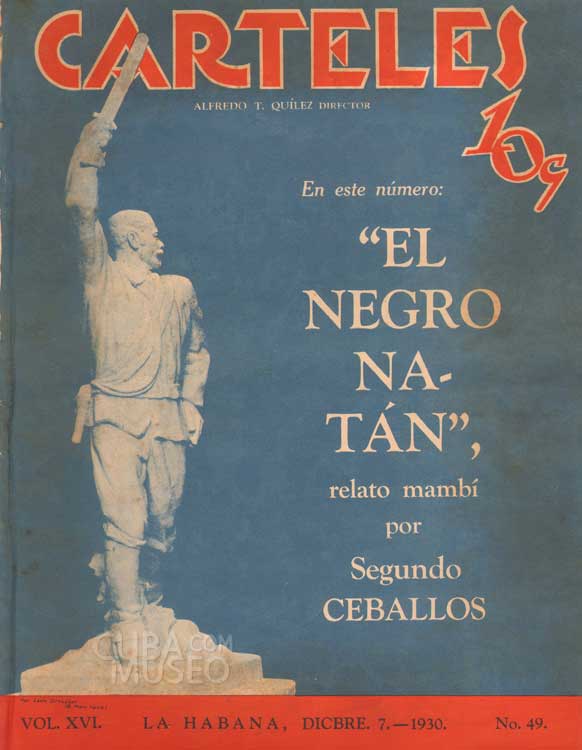 CARTELES
ALFREDO T. QUÍLEZ DIRECTOR
10¢
En este número:
“EL
NEGRO
NA-
TÁN”,
relato mambí
por
Segundo
CEBALLOS
CUBA.com
MUSEO
VOL. XVI. LA HABANA, DICBRE. 7.—1930. No. 49.